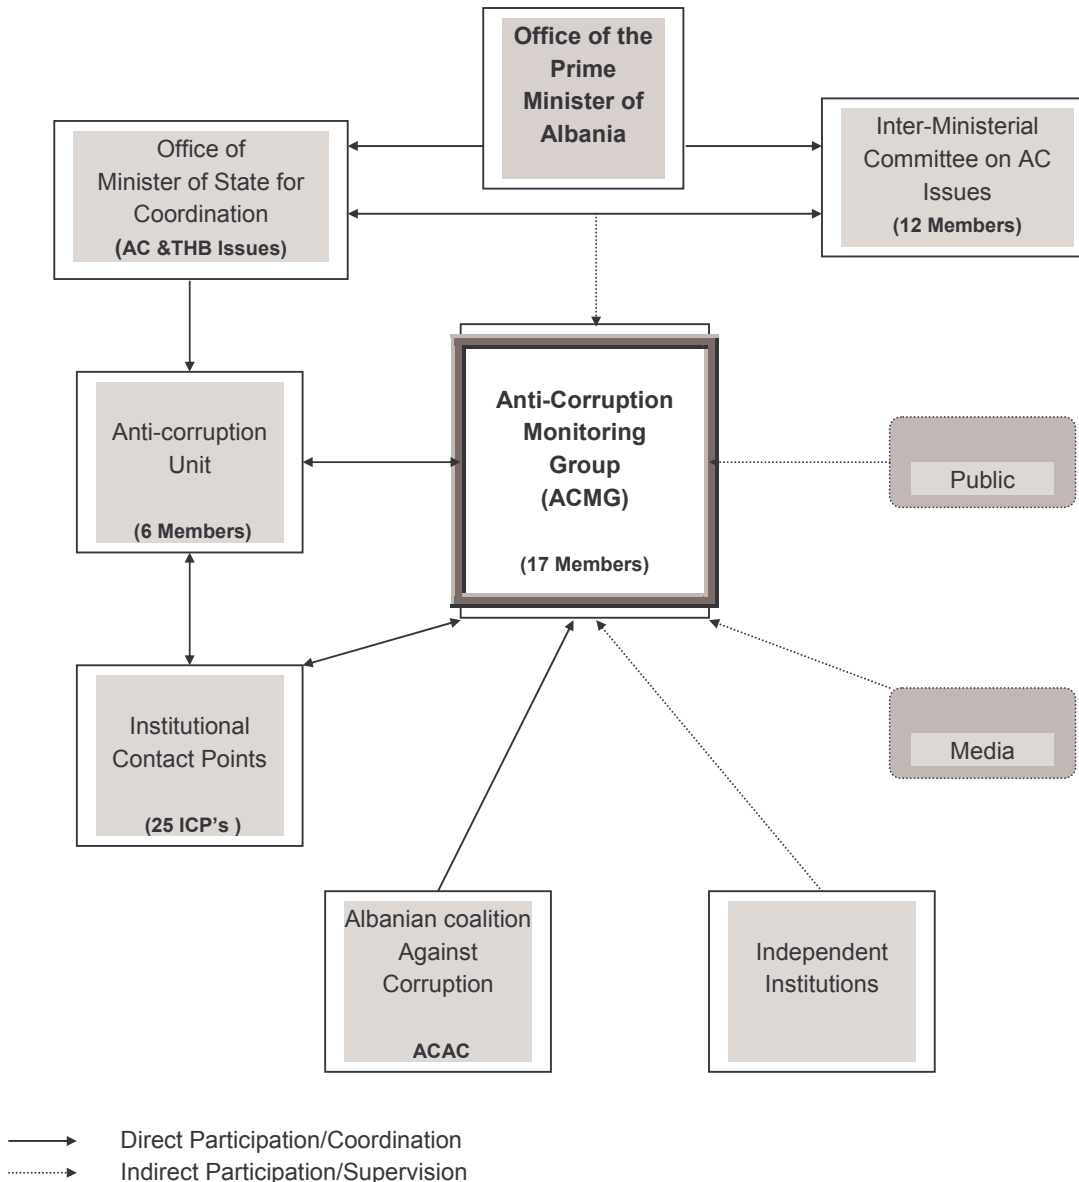 Office of the
Prime
Minister of
Albania
Office of
Minister of State for
Coordination
(AC &THB Issues)
Inter-Ministerial
Committee on AC
Issues
(12 Members)
Anti-corruption
Unit
(6 Members)
Anti-Corruption
Monitoring
Group
(ACMG)
(17 Members)
Public
Institutional
Contact Points
(25 ICP’s )
Media
Albanian coalition
Against
Corruption
ACAC
Independent
Institutions
Direct Participation/Coordination
Indirect Participation/Supervision